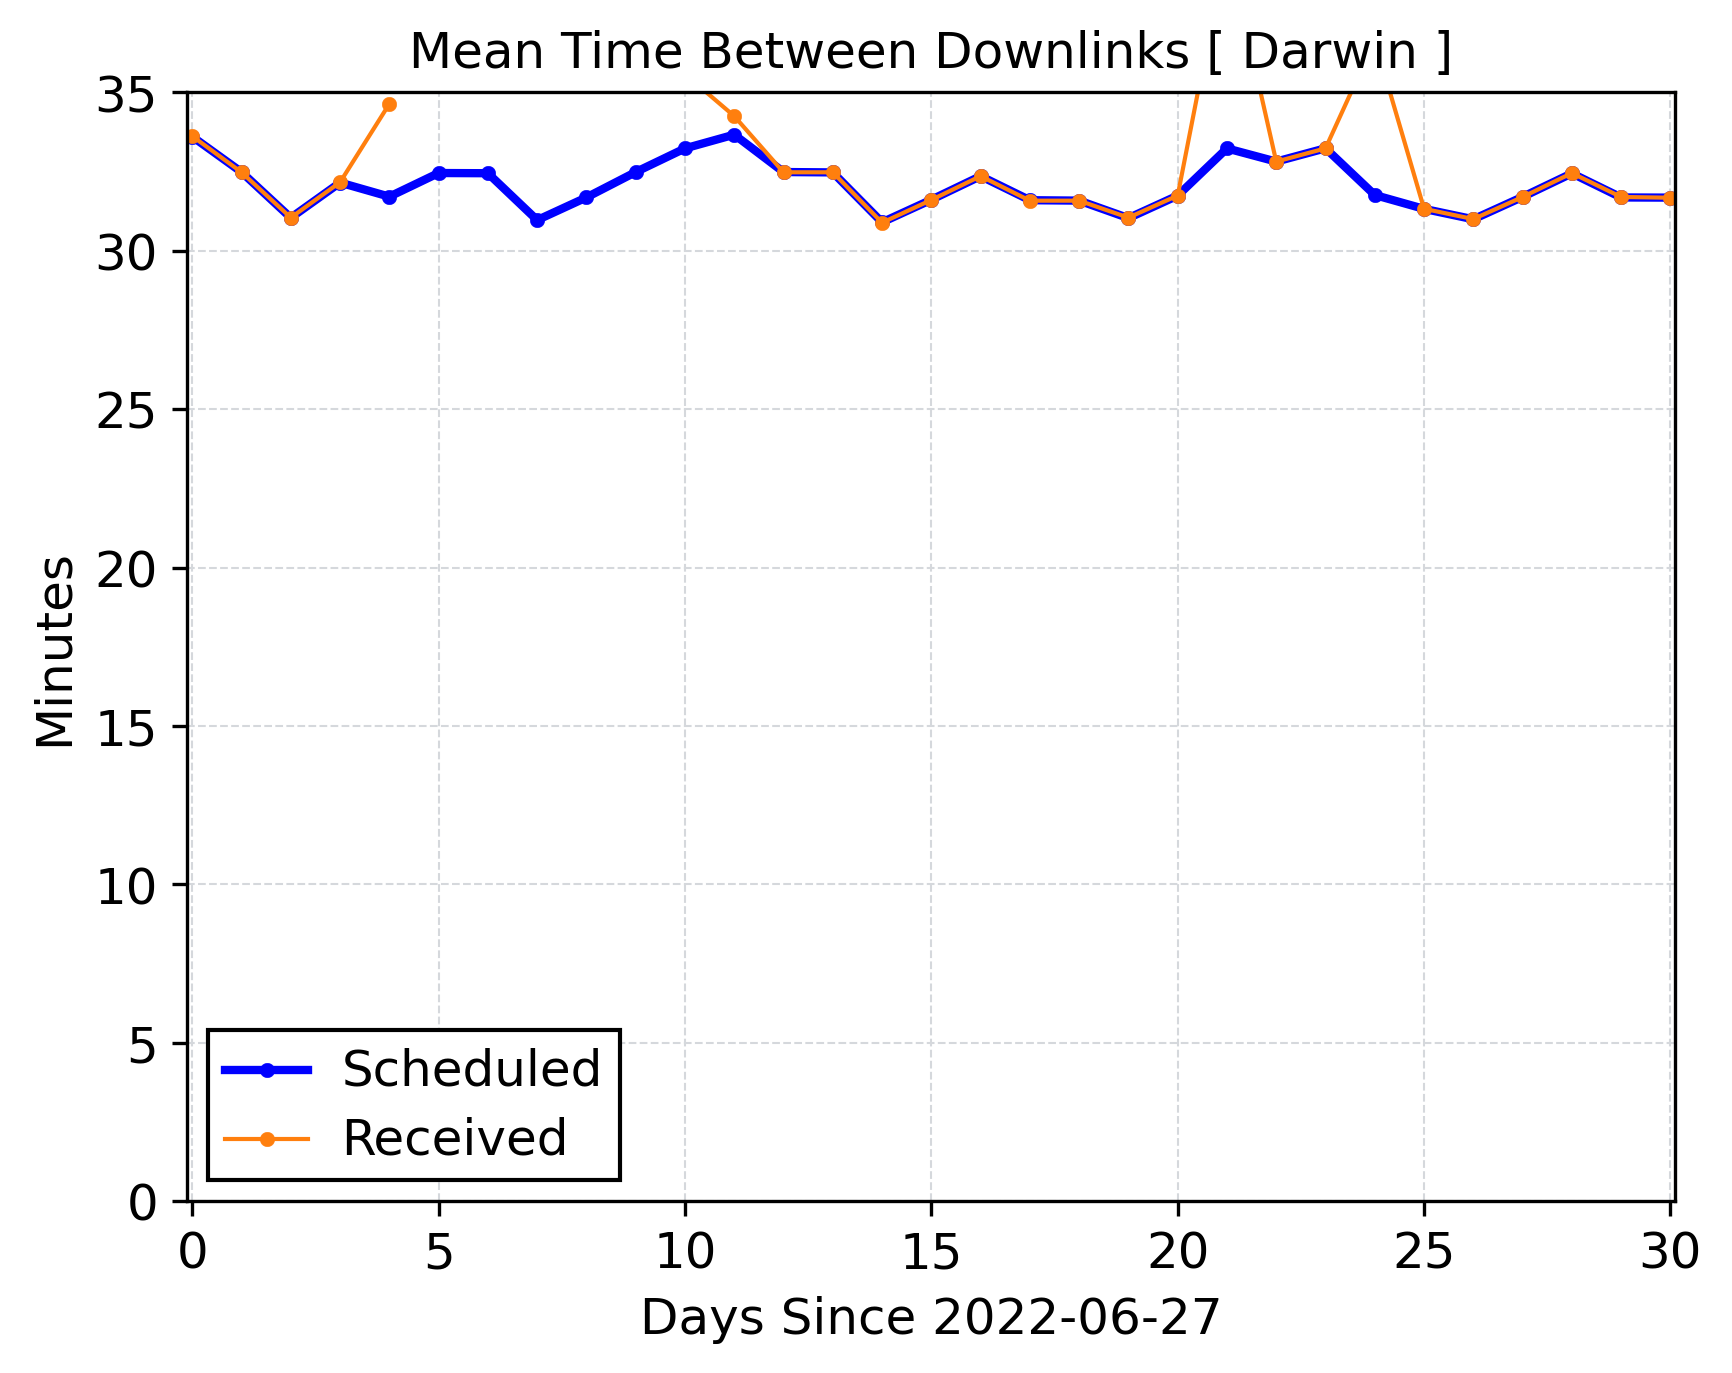 Mean Time Between Downlinks [ Darwin ]
35
30
25
20
15
10
5
0
Minutes
Scheduled
Received
0 5 10 15 20 25 30
Days Since 2022-06-27